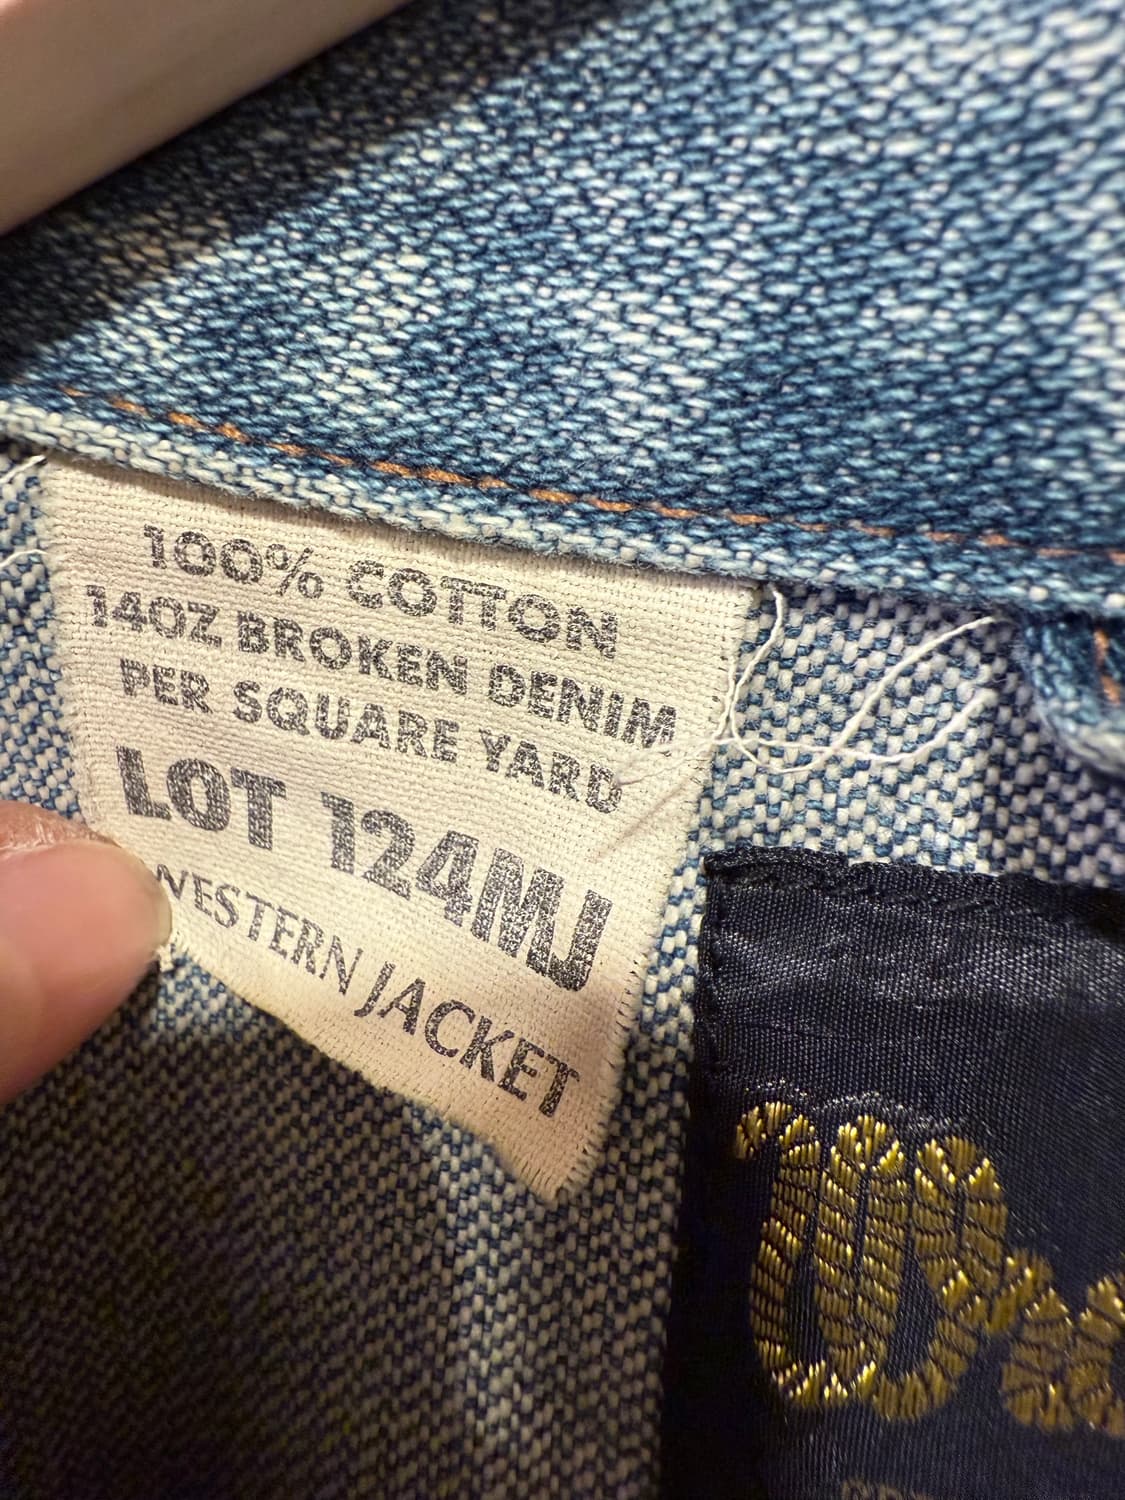 100% COTTON
14OZ BROKEN DENIM
PER SQUARE YARD
LOT 124MJ
WESTERN JACKET